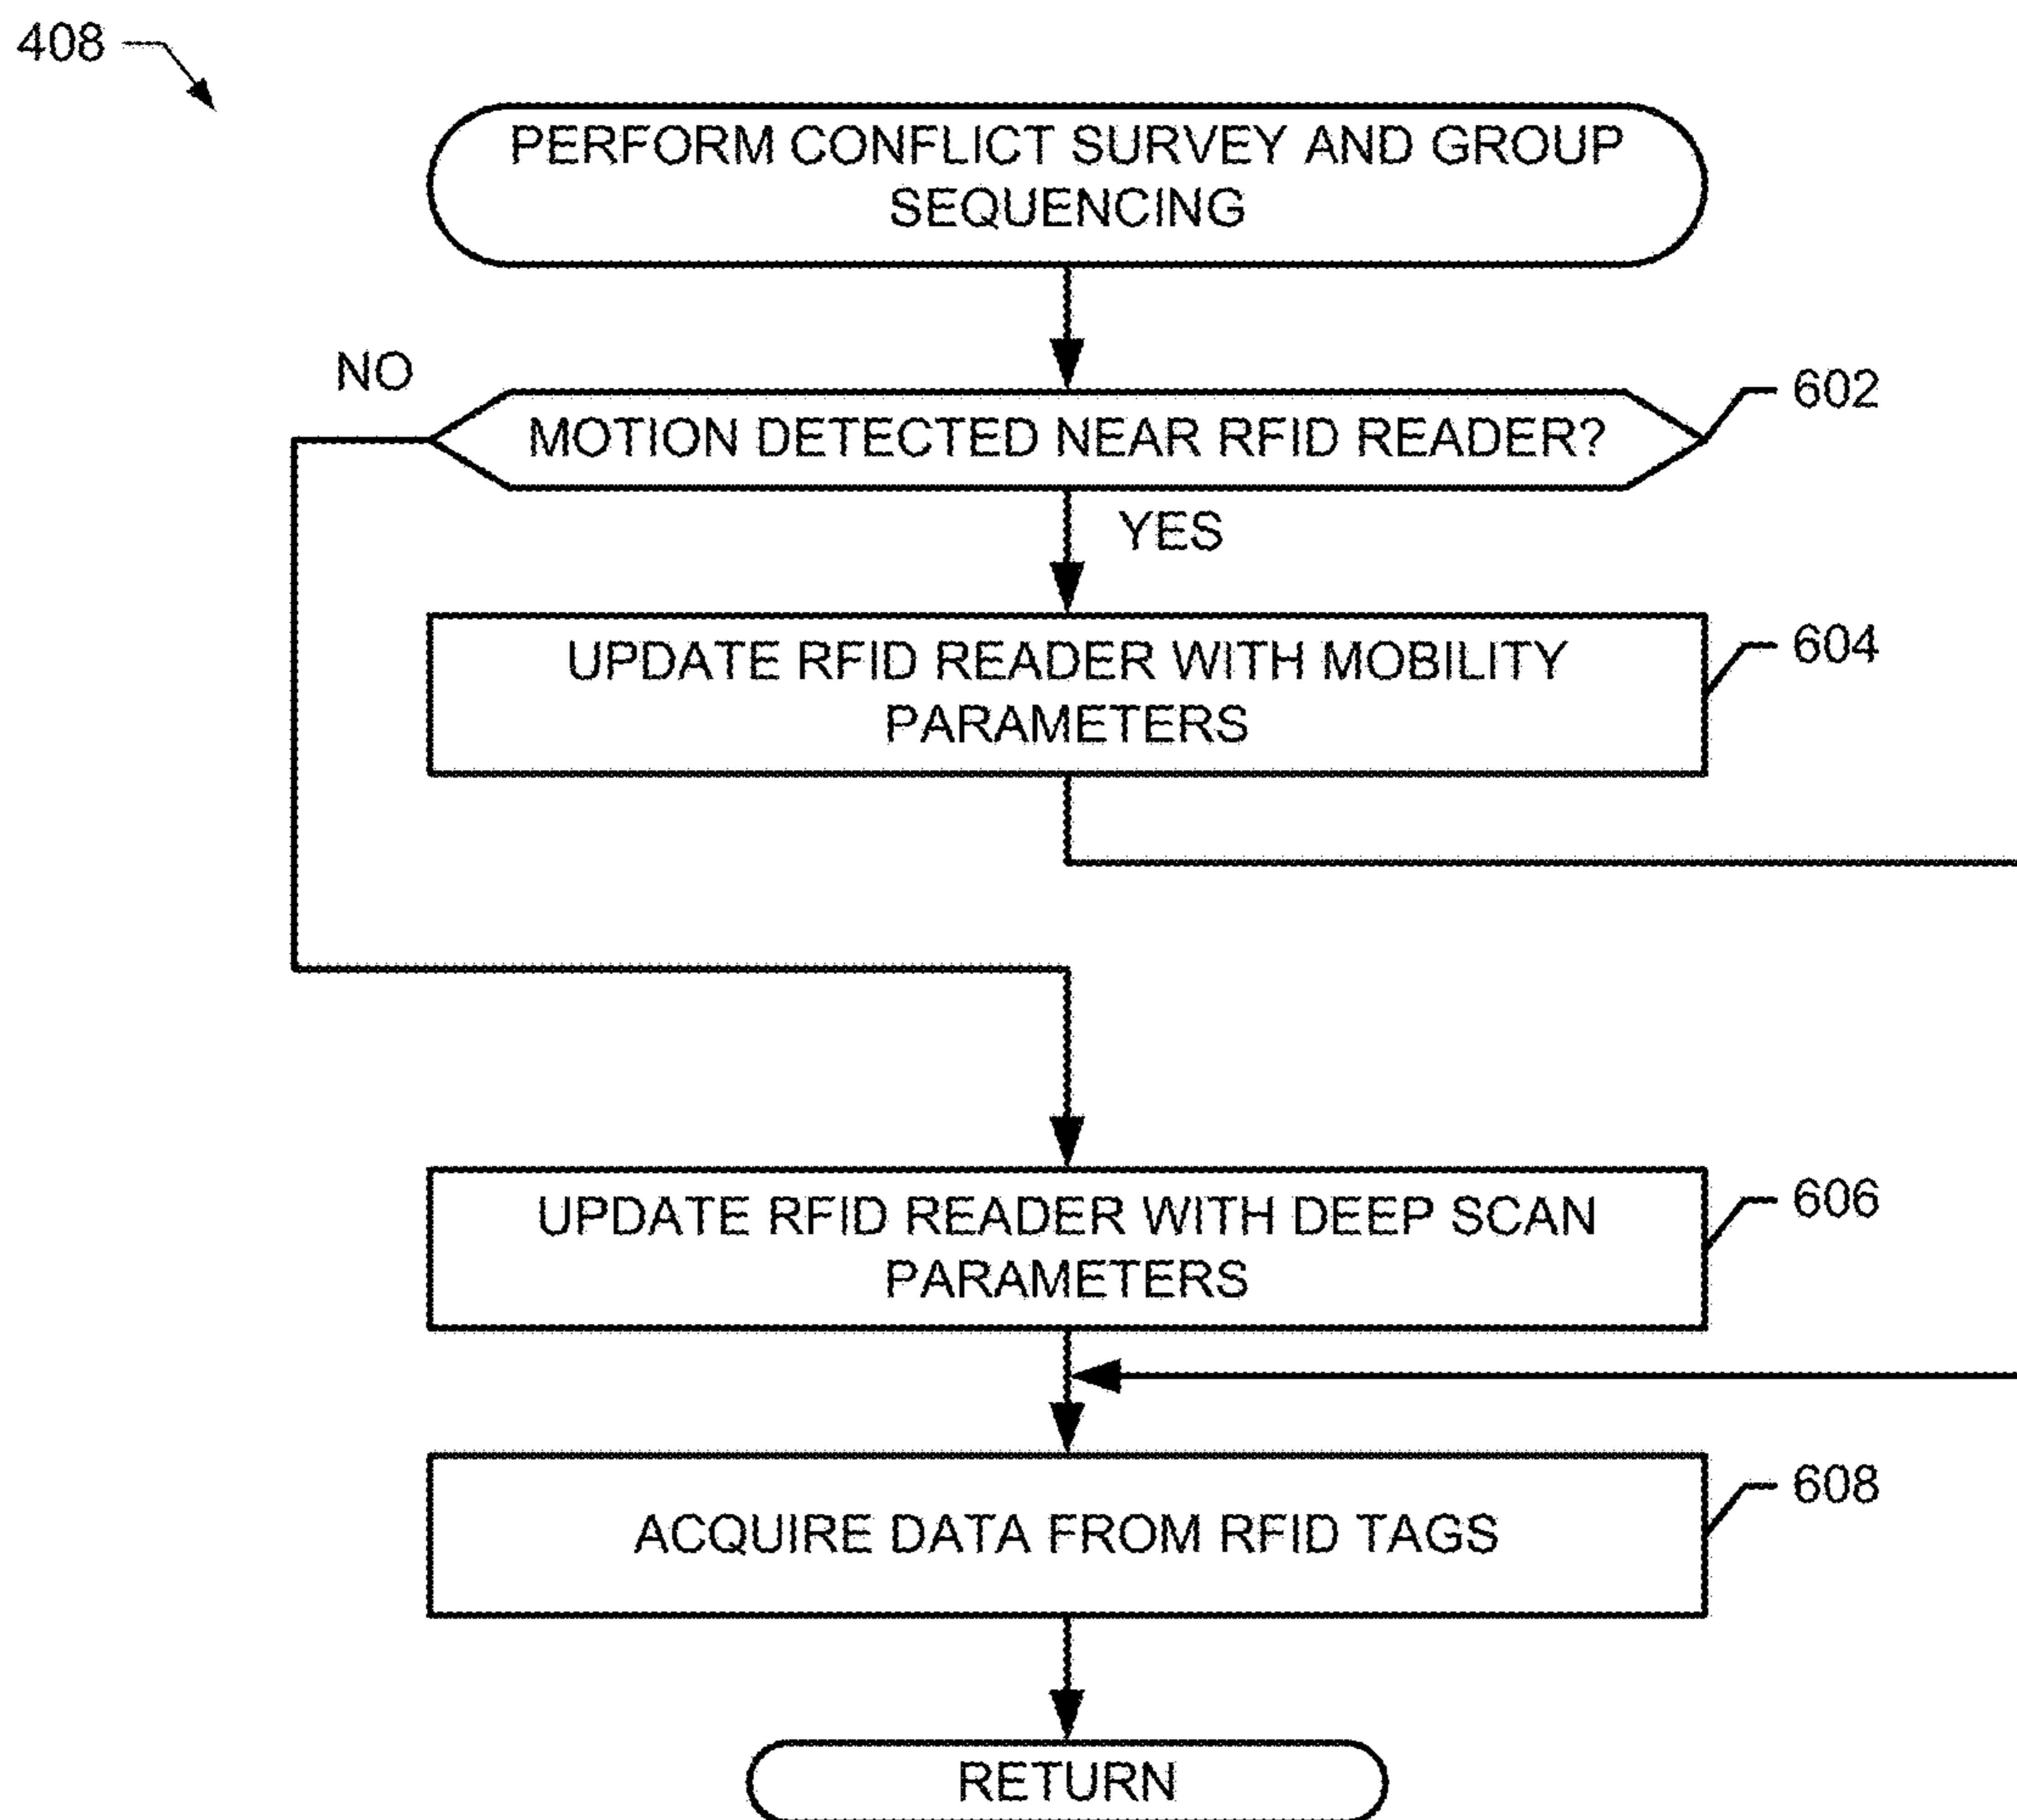 408
PERFORM CONFLICT SURVEY AND GROUP
SEQUENCING
NO
MOTION DETECTED NEAR RFID READER?
602
YES
UPDATE RFID READER WITH MOBILITY
PARAMETERS
604
UPDATE RFID READER WITH DEEP SCAN
PARAMETERS
606
ACQUIRE DATA FROM RFID TAGS
608
RETURN